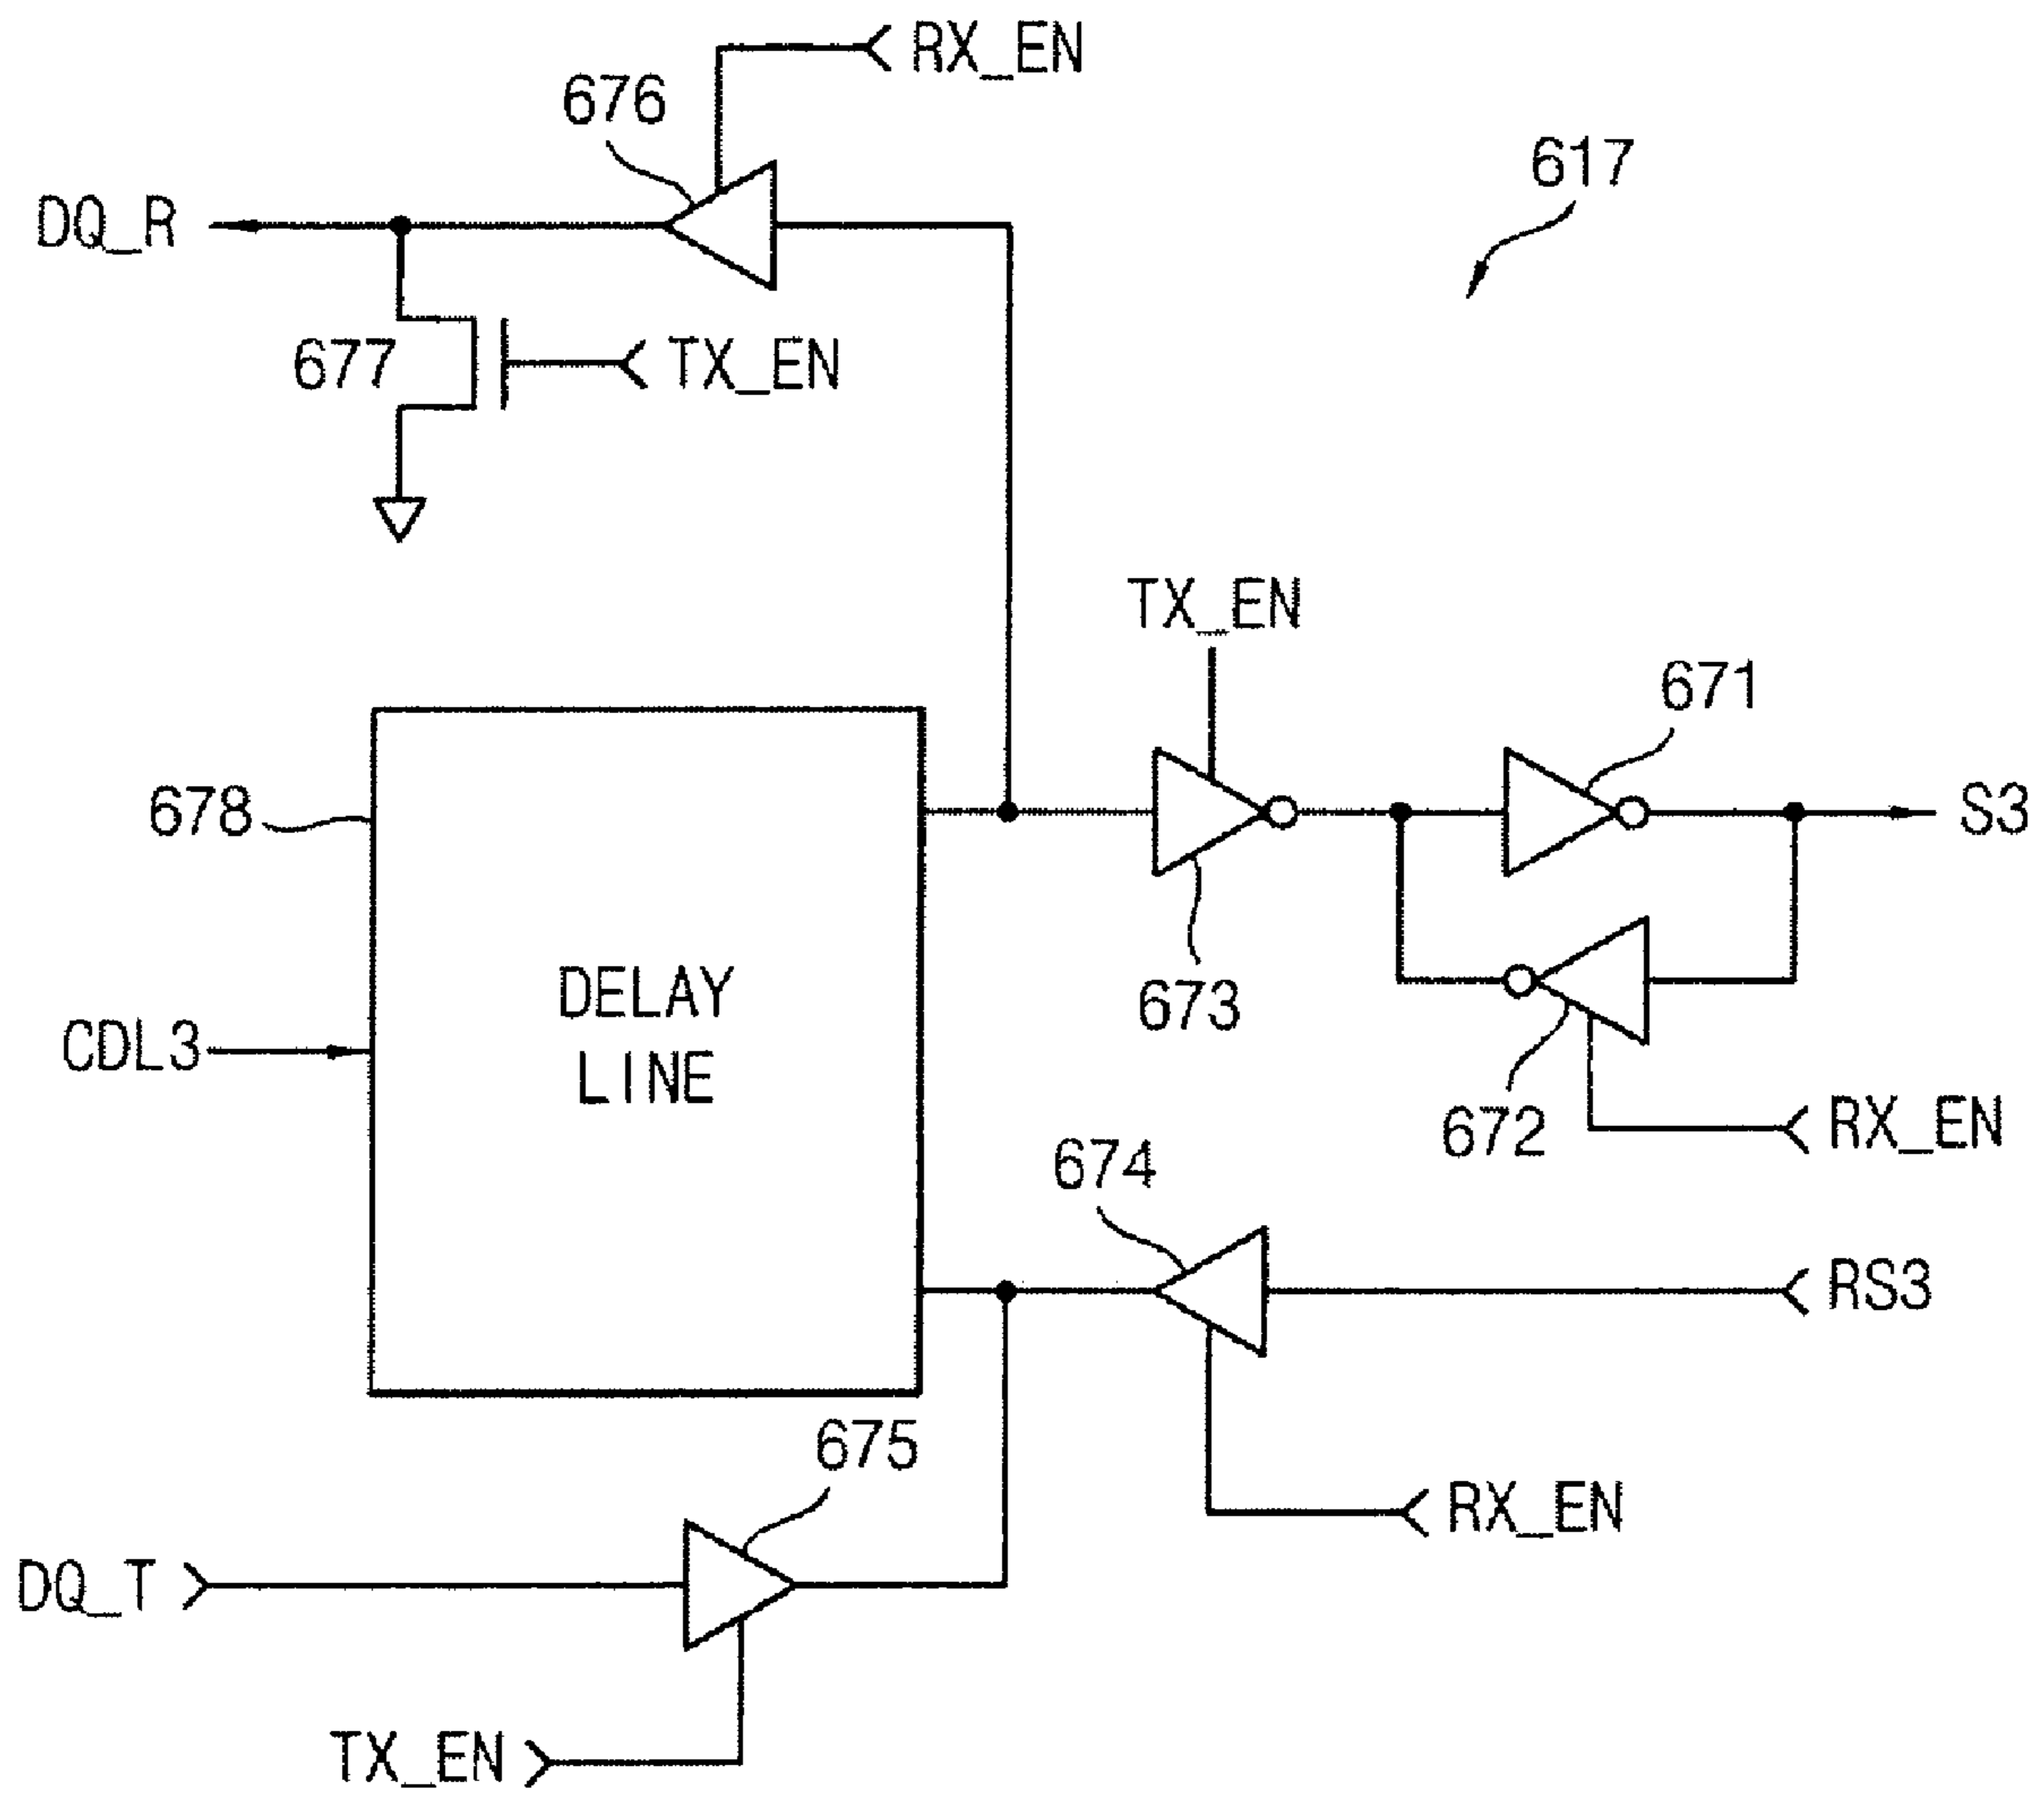 RX_EN
676
617
DQ_R
677
TX_EN
TX_EN
671
678
S3
DELAY
LINE
673
CDL3
672
RX_EN
674
RS3
675
RX_EN
DQ_T
TX_EN